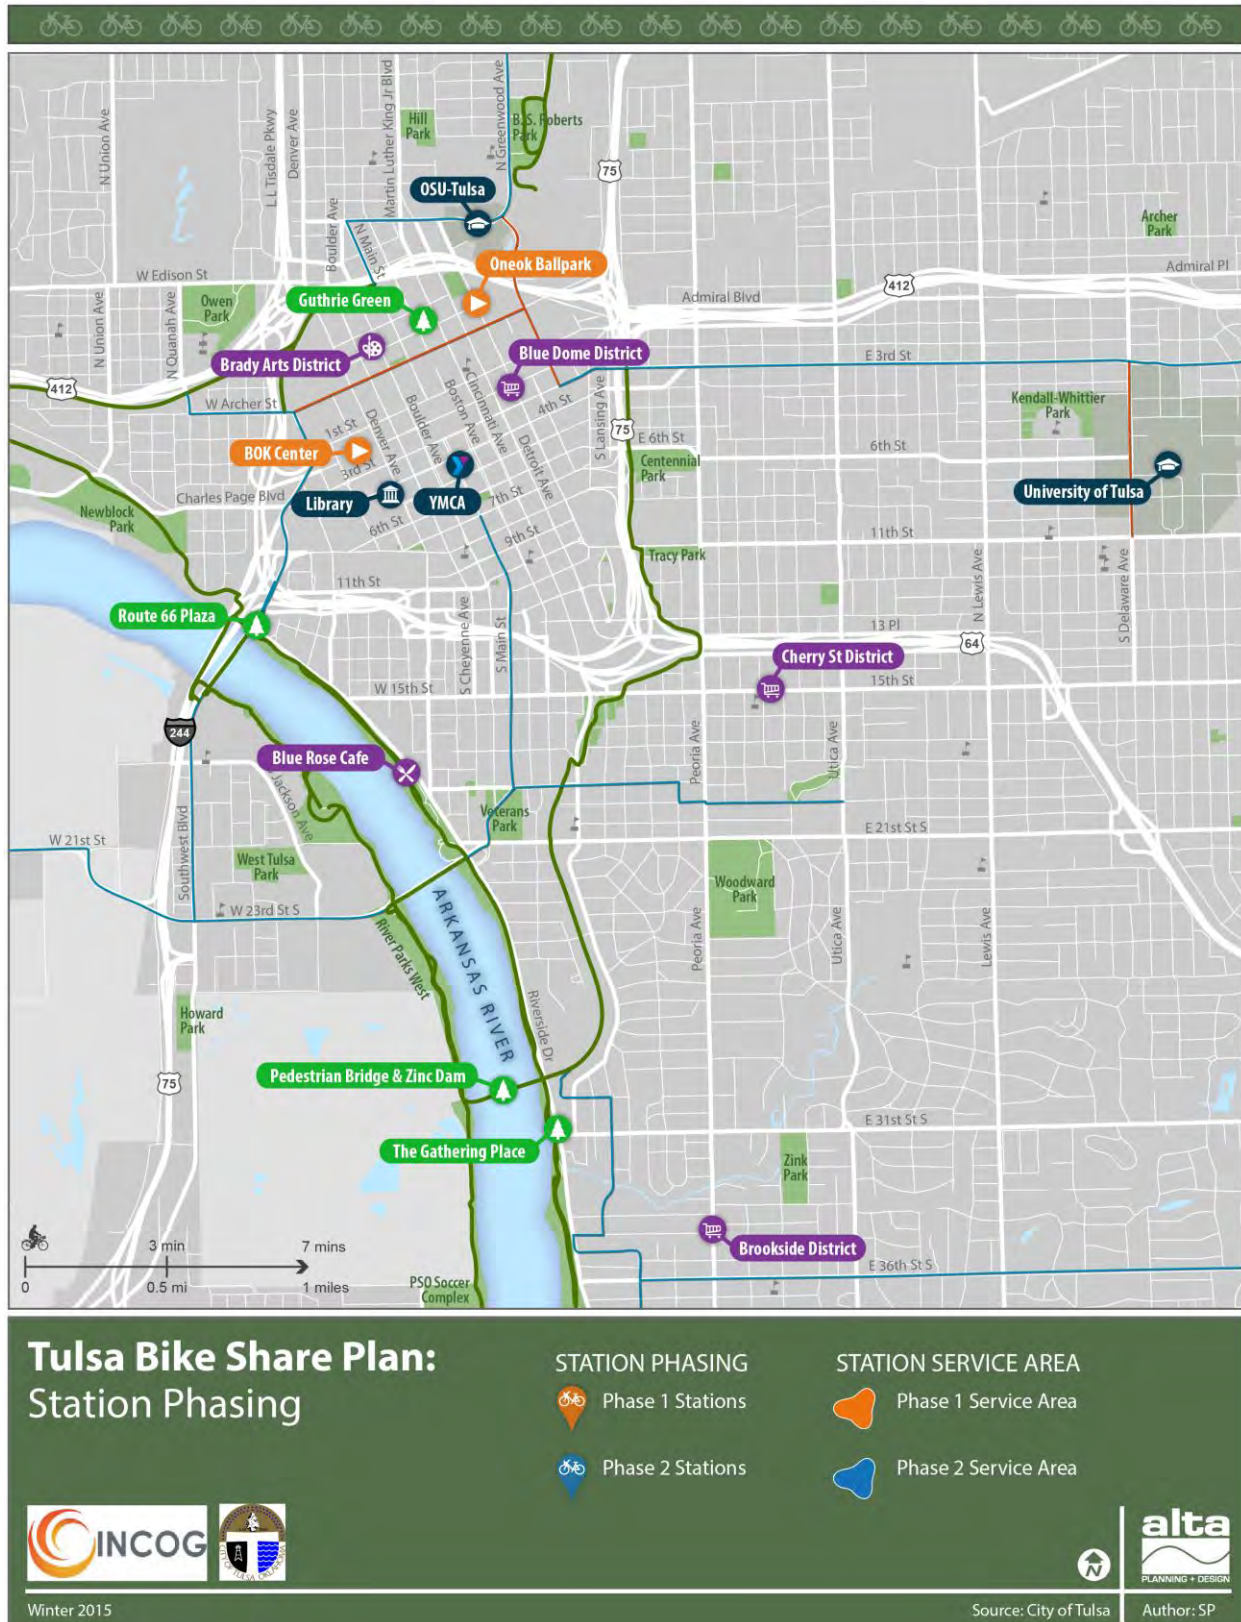 N Union Ave
L L Tisdale Pkwy
Denver Ave
Martin Luther King Jr Blvd
Hill
Park
N Greenwood Ave
B.S. Roberts
Park
75
OSU-Tulsa
Boulder Ave
N Main St
Archer
Park
W Edison St
Oneok Ballpark
Admiral Pl
412
Admiral Blvd
Guthrie Green
Owen
Park
N Union Ave
N Quanah Ave
Brady Arts District
Blue Dome District
E 3rd St
412
W Archer St
Cincinnati Ave
Boston Ave
Boulder Ave
Denver Ave
4th St
S Lansing Ave
75
Kendall-Whittier
Park
1st St
BOK Center
3rd St
Detroit Ave
E 6th St
6th St
Centennial
Park
University of Tulsa
Charles Page Blvd
Library
YMCA
7th St
Newblock
Park
6th St
9th St
11th St
Tracy Park
11th St
N Lewis Ave
S Delaware Ave
Route 66 Plaza
S Cheyenne Ave
S Main St
13 Pl
64
Cherry St District
W 15th St
15th St
244
Blue Rose Cafe
Peoria Ave
Utica Ave
Jackson Ave
Veterans
Park
W 21st St
E 21st St S
Southwest Blvd
West Tulsa
Park
Woodward
Park
W 23rd St S
ARKANSAS RIVER
River Parks West
Peoria Ave
Utica Ave
Lewis Ave
Howard
Park
Riverside Dr
75
Pedestrian Bridge & Zinc Dam
E 31st St S
The Gathering Place
Zink
Park
Brookside District
3 min
7 mins
E 36th St S
0
0.5 mi
1 miles
PSO Soccer
Complex
Tulsa Bike Share Plan:
Station Phasing
STATION PHASING
Phase 1 Stations
Phase 2 Stations
STATION SERVICE AREA
Phase 1 Service Area
Phase 2 Service Area
INCOG
CITY OF TULSA, OKLAHOMA
N
alta
PLANNING + DESIGN
Winter 2015
Source: City of Tulsa
Author: SP